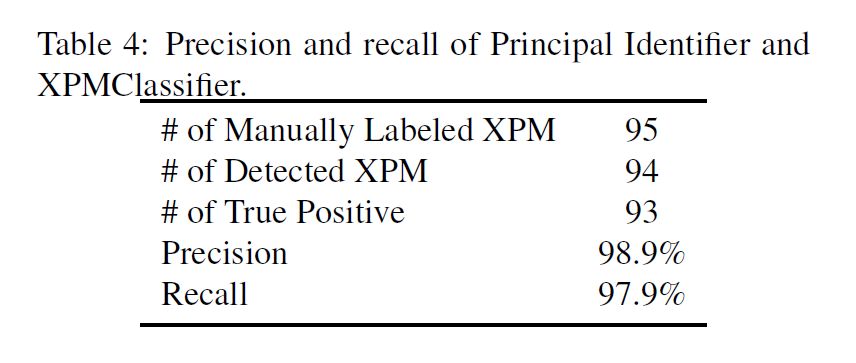 Table 4: Precision and recall of Principal Identifier and
XPMClassifier.
# of Manually Labeled XPM 95
# of Detected XPM 94
# of True Positive 93
Precision 98.9%
Recall 97.9%